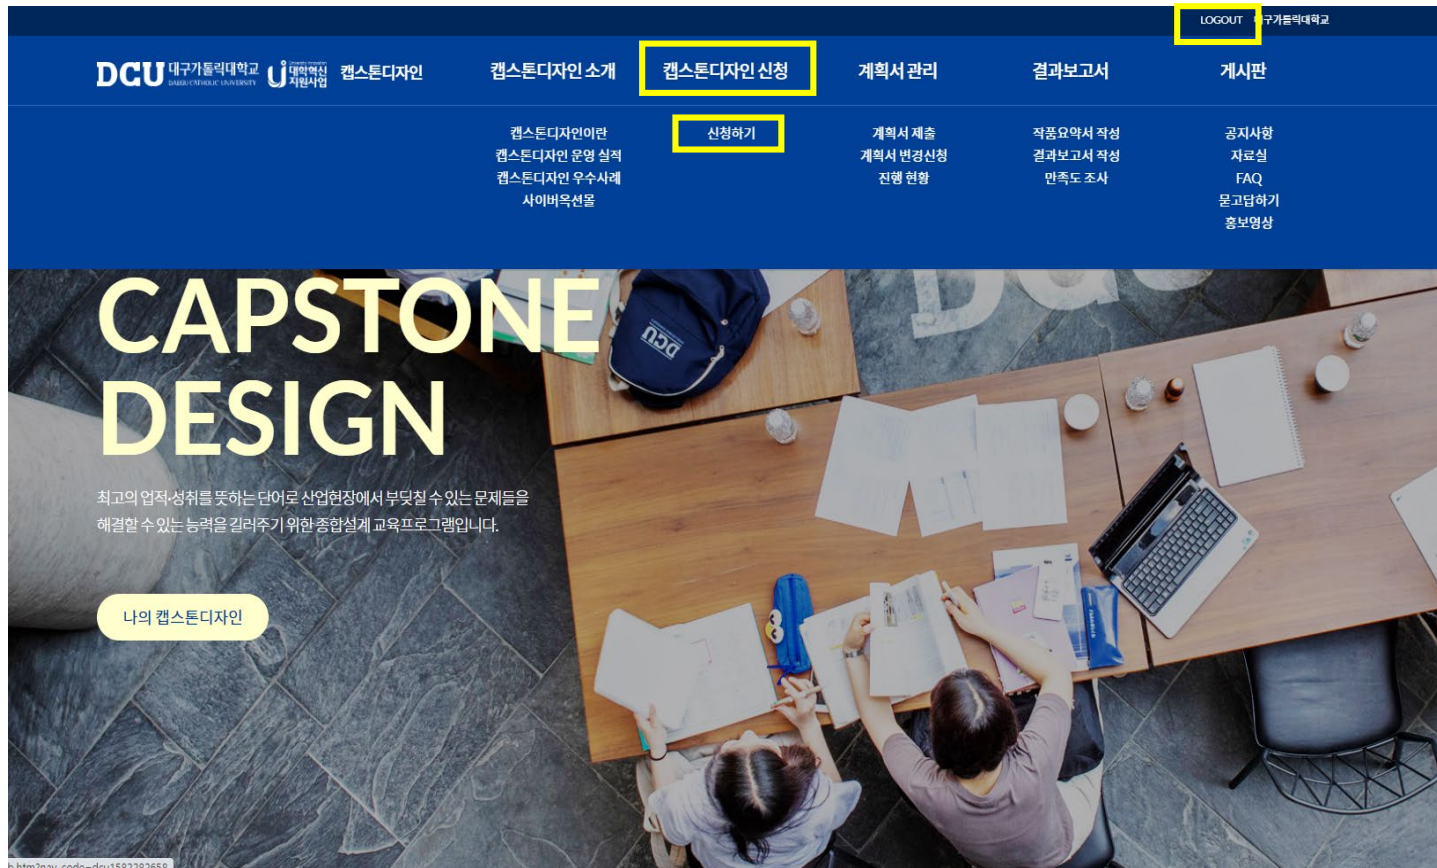 LOGOUT 대구가톨릭대학교
DCU 대구가톨릭대학교 DAEGU CATHOLIC UNIVERSITY 대학혁신 지원사업 캡스톤디자인
캡스톤디자인 소개 캡스톤디자인 신청 계획서 관리 결과보고서 게시판
캡스톤디자인이란 신청하기 계획서 제출 작품요약서 작성 공지사항
캡스톤디자인 운영 실적 계획서 변경신청 결과보고서 작성 자료실
캡스톤디자인 우수사례 진행 현황 만족도 조사 FAQ
사이버옥션몰 묻고답하기
홍보영상
CAPSTONE
DESIGN
DCU
최고의 업적·성취를 뜻하는 단어로 산업현장에서 부딪칠 수 있는 문제들을
해결할 수 있는 능력을 길러주기 위한 종합설계 교육프로그램입니다.
나의 캡스톤디자인